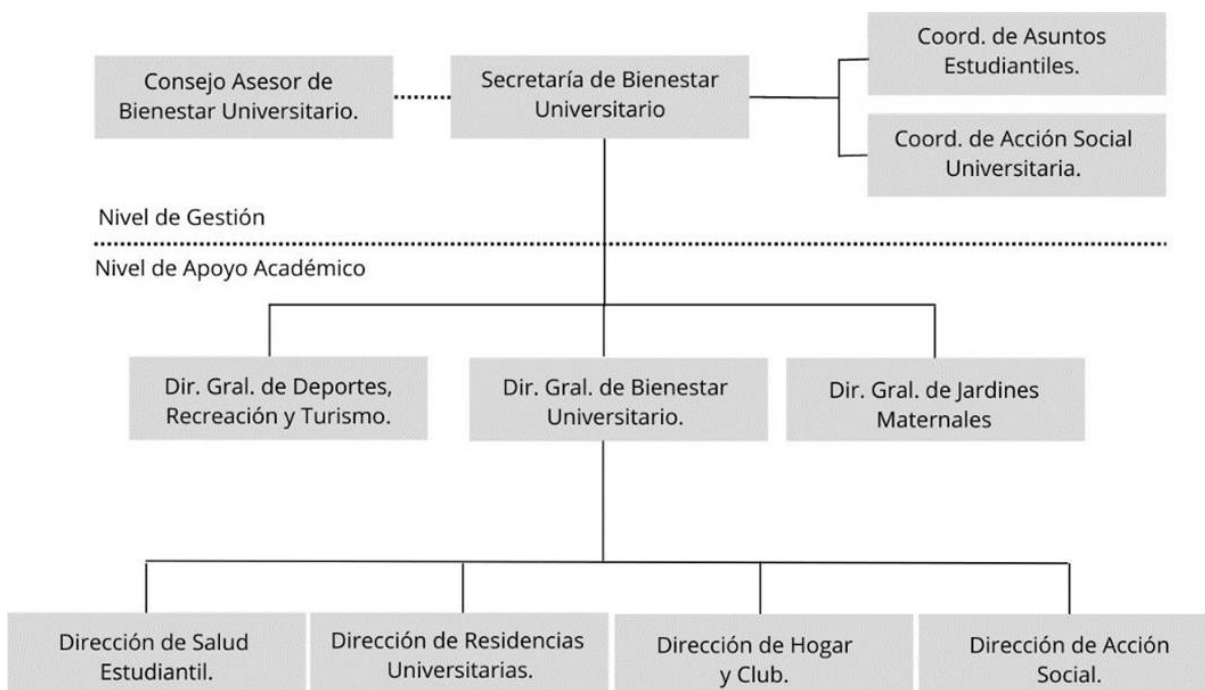 Consejo Asesor de
Bienestar Universitario.
Secretaría de Bienestar
Universitario
Coord. de Asuntos
Estudiantiles.
Coord. de Acción Social
Universitaria.
Nivel de Gestión
Nivel de Apoyo Académico
Dir. Gral. de Deportes,
Recreación y Turismo.
Dir. Gral. de Bienestar
Universitario.
Dir. Gral. de Jardines
Maternales
Dirección de Salud
Estudiantil.
Dirección de Residencias
Universitarias.
Dirección de Hogar
y Club.
Dirección de Acción
Social.